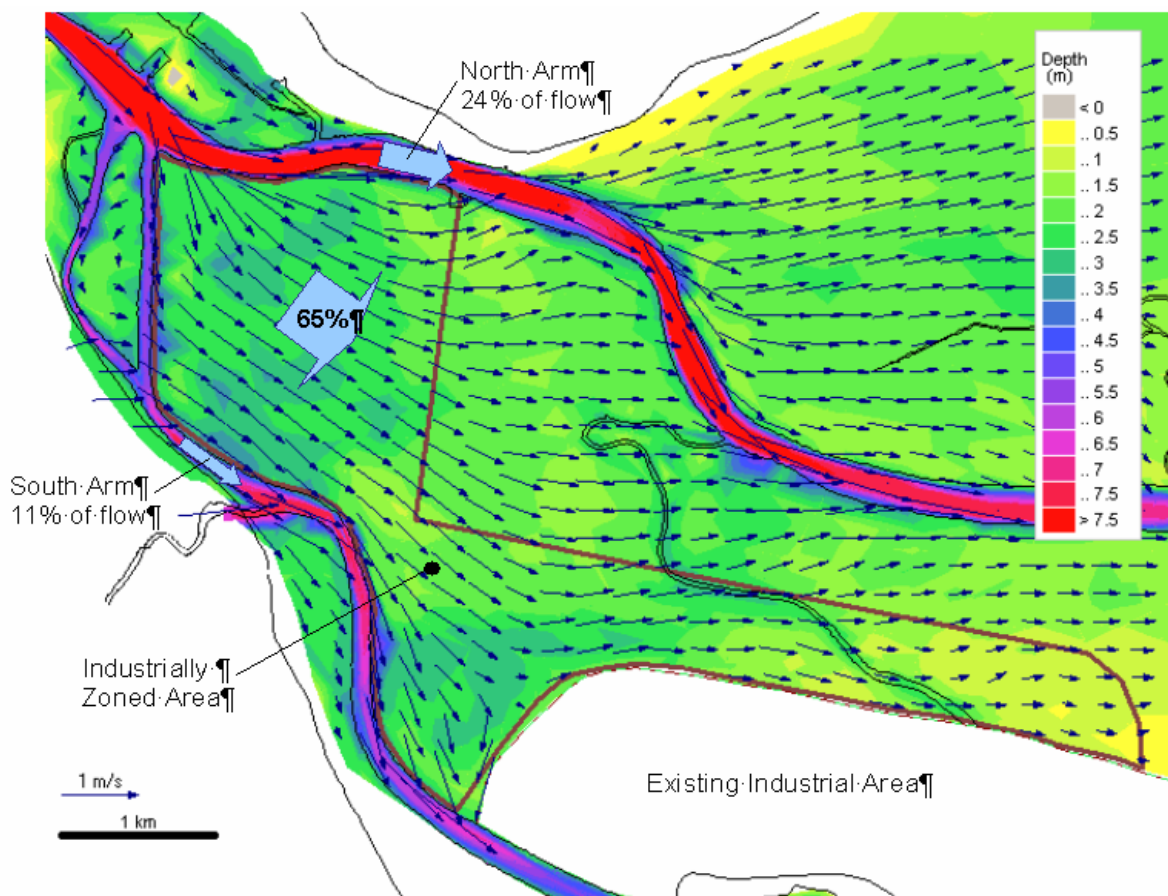 North·Arm¶
24%·of·flow¶
Depth
(m)
< 0
.. 0.5
.. 1
.. 1.5
.. 2
.. 2.5
.. 3
.. 3.5
.. 4
.. 4.5
.. 5
.. 5.5
.. 6
.. 6.5
.. 7
.. 7.5
> 7.5
65%¶
South·Arm¶
11%·of·flow¶
Industrially·¶
Zoned·Area¶
1 m/s
1 km
Existing·Industrial·Area¶